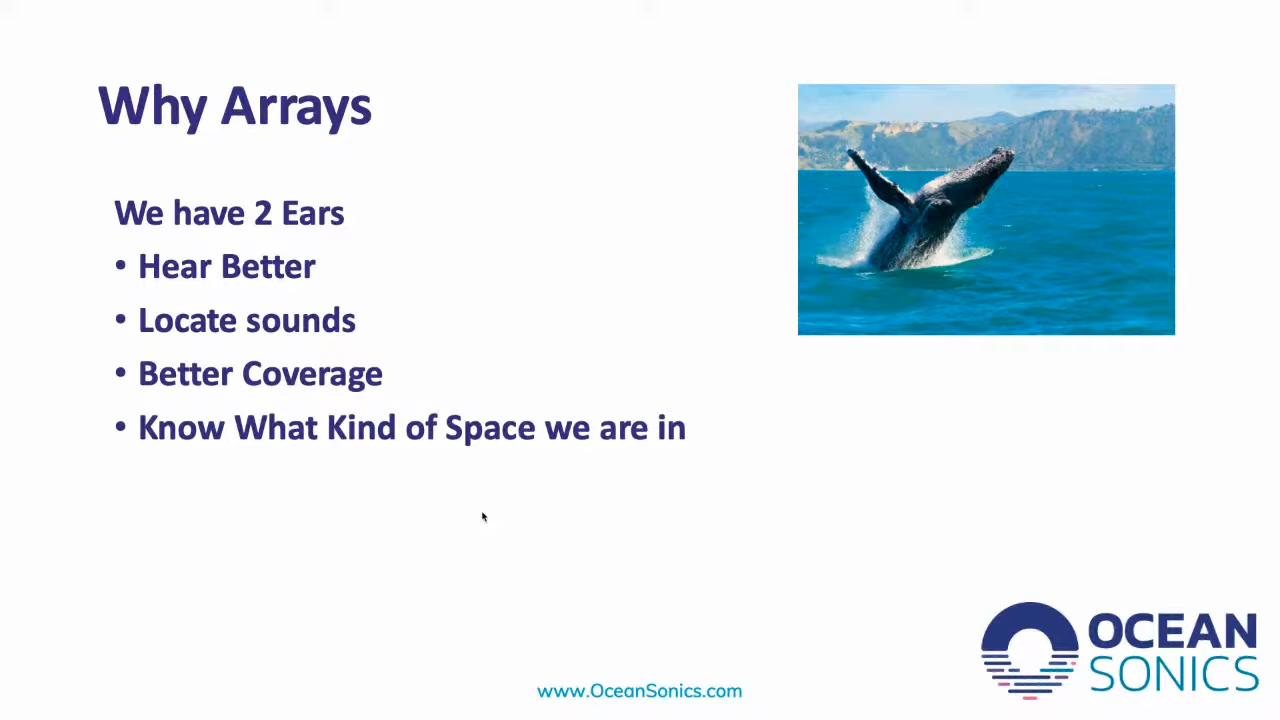 Why Arrays
We have 2 Ears
• Hear Better
• Locate sounds
• Better Coverage
• Know What Kind of Space we are in
www.OceanSonics.com
OCEAN
SONICS